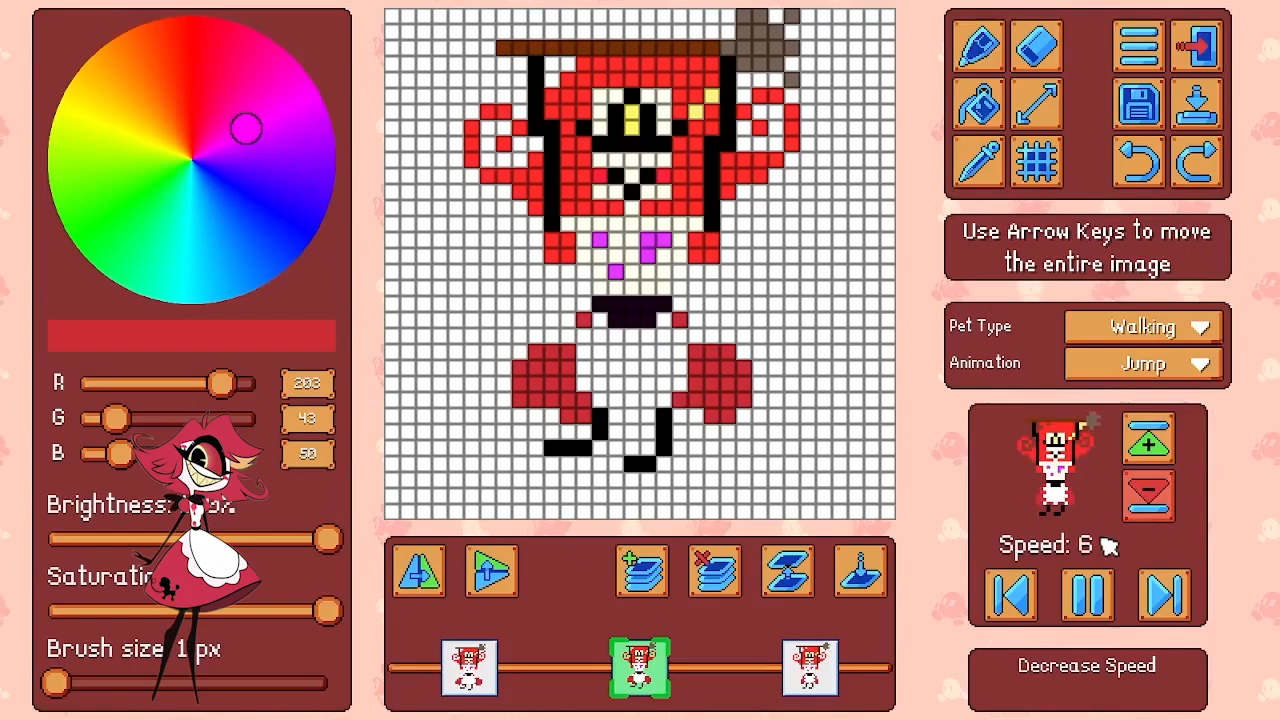 R
203
G
43
B
50
Brightness:
Brush size: 1 px
Use Arrow Keys to move
the entire image
Pet Type
Walking
Animation
Jump
Speed: 6
Decrease Speed